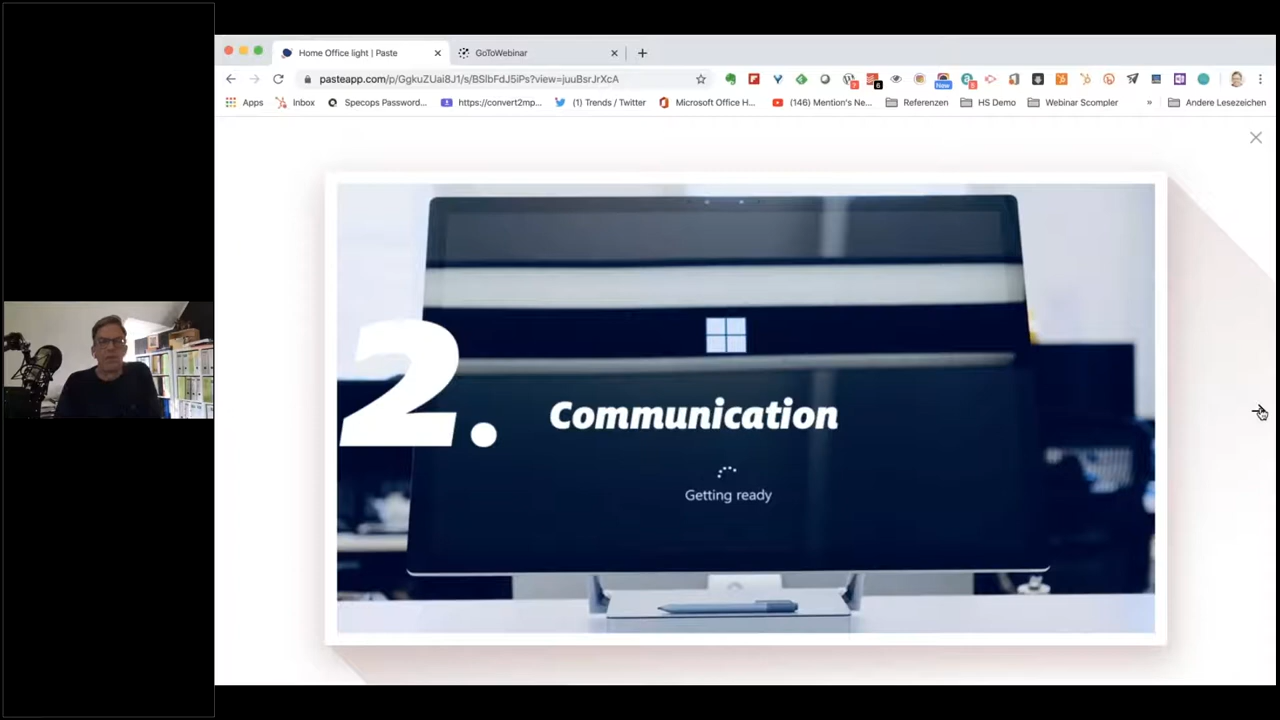 Home Office light | Paste
GoToWebinar
pasteapp.com/p/GgkuZUai8J1/s/BSlbFdJ5iPs?view=juuBsrJrXcA
Apps
Inbox
Specops Password...
https://convert2mp...
(1) Trends / Twitter
Microsoft Office H...
(146) Mention's Ne...
Referenzen
HS Demo
Webinar Scompler
»
Andere Lesezeichen
New
2.
Communication
Getting ready